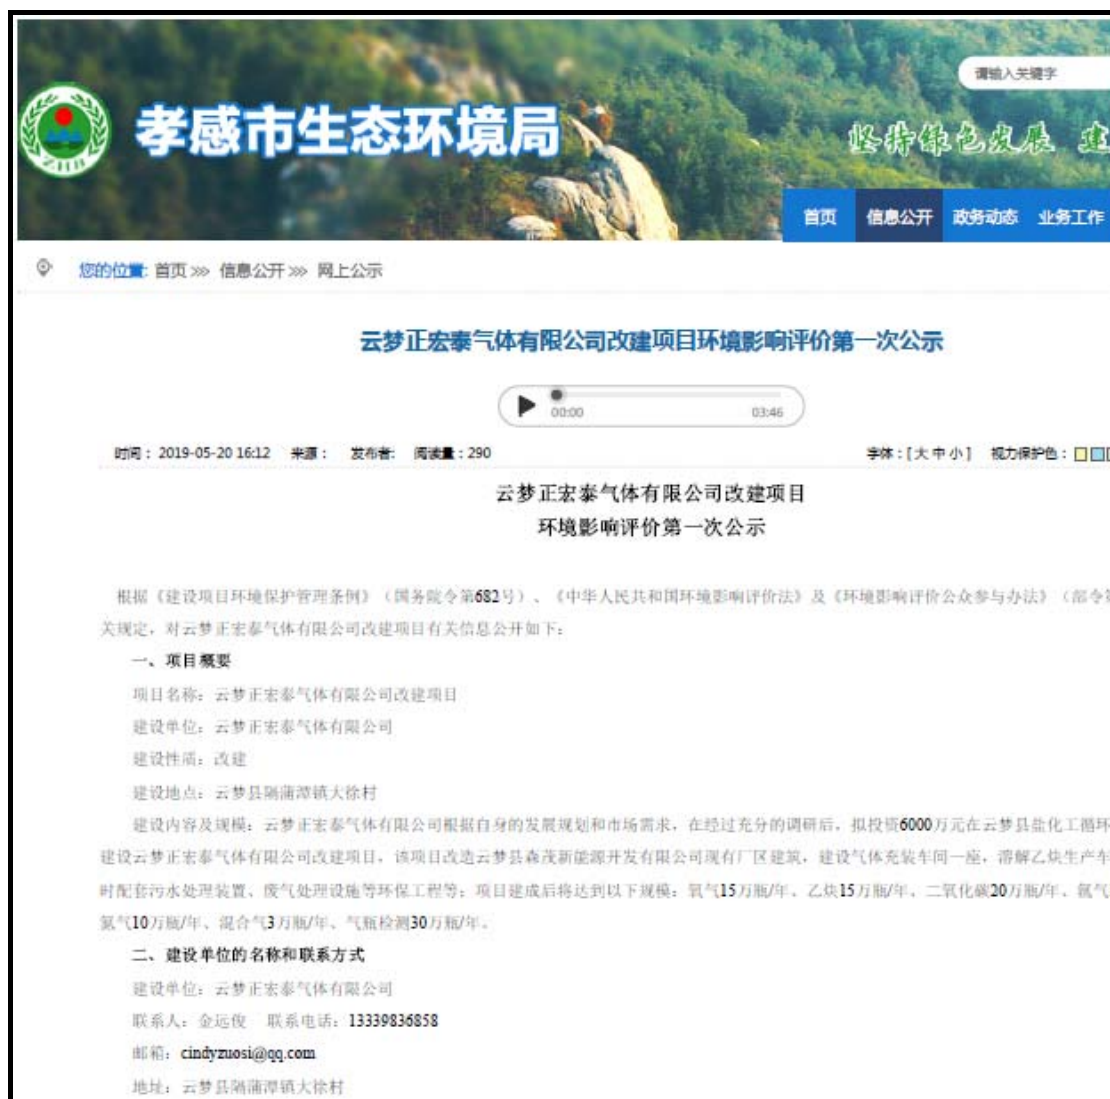 请输入关键字
孝感市生态环境局
坚持绿色发展 建
首页 信息公开 政务动态 业务工作
您的位置: 首页 >>> 信息公开 >>> 网上公示
云梦正宏泰气体有限公司改建项目环境影响评价第一次公示
00:00 03:46
时间：2019-05-20 16:12 来源： 发布者: 阅读量：290 字体：[大 中 小] 视力保护色：
云梦正宏泰气体有限公司改建项目
环境影响评价第一次公示
根据《建设项目环境保护管理条例》（国务院令第682号）、《中华人民共和国环境影响评价法》及《环境影响评价公众参与办法》（部令
关规定，对云梦正宏泰气体有限公司改建项目有关信息公开如下：
一、项目概要
项目名称：云梦正宏泰气体有限公司改建项目
建设单位：云梦正宏泰气体有限公司
建设性质：改建
建设地点：云梦县隔蒲潭镇大徐村
建设内容及规模：云梦正宏泰气体有限公司根据自身的发展规划和市场需求，在经过充分的调研后，拟投资6000万元在云梦县盐化工循环
建设云梦正宏泰气体有限公司改建项目，该项目改造云梦县森茂新能源开发有限公司现有厂区建筑，建设气体充装车间一座，溶解乙炔生产车
时配套污水处理装置、废气处理设施等环保工程等；项目建成后将达到以下规模：氧气15万瓶/年、乙炔15万瓶/年、二氧化碳20万瓶/年、氩气
氮气10万瓶/年、混合气3万瓶/年、气瓶检测30万瓶/年。
二、建设单位的名称和联系方式
建设单位：云梦正宏泰气体有限公司
联系人：金远俊 联系电话：13339836858
邮箱：cindyzuosi@qq.com
地址：云梦县隔蒲潭镇大徐村